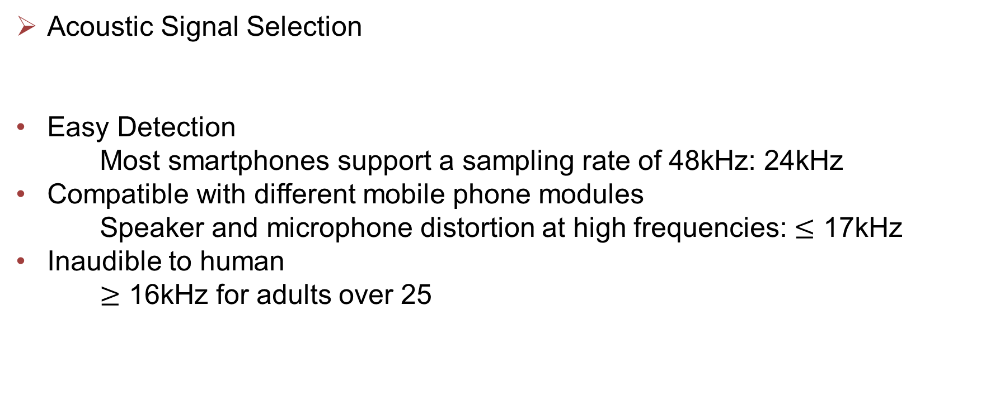 ➢ Acoustic Signal Selection
• Easy Detection
Most smartphones support a sampling rate of 48kHz: 24kHz
• Compatible with different mobile phone modules
Speaker and microphone distortion at high frequencies: ≤ 17kHz
• Inaudible to human
≥ 16kHz for adults over 25